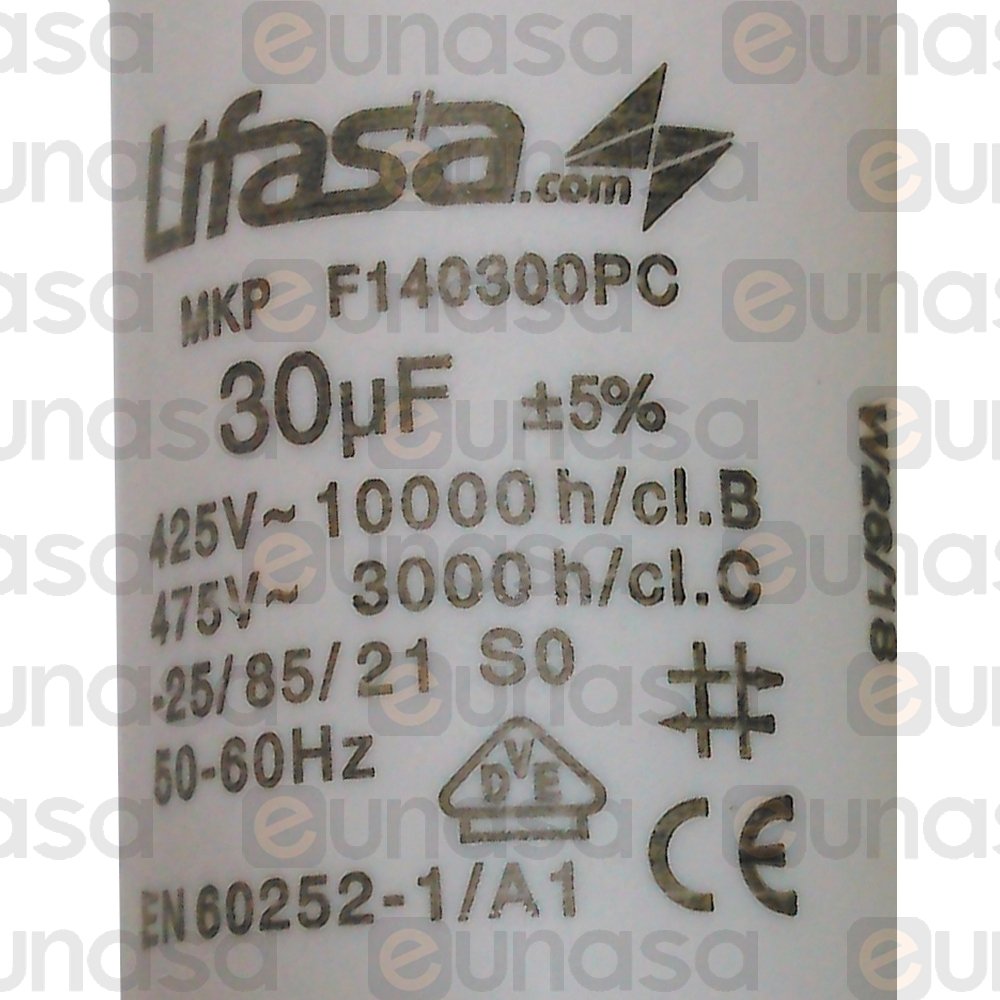 Lifasa.com
MKP F140300PC
30µF ±5%
425V~ 10000 h/cl.B
475V~ 3000 h/cl.C
-25/85/21 S0
50-60Hz
VDE
CE
EN60252-1/A1
W26/18
eunasa